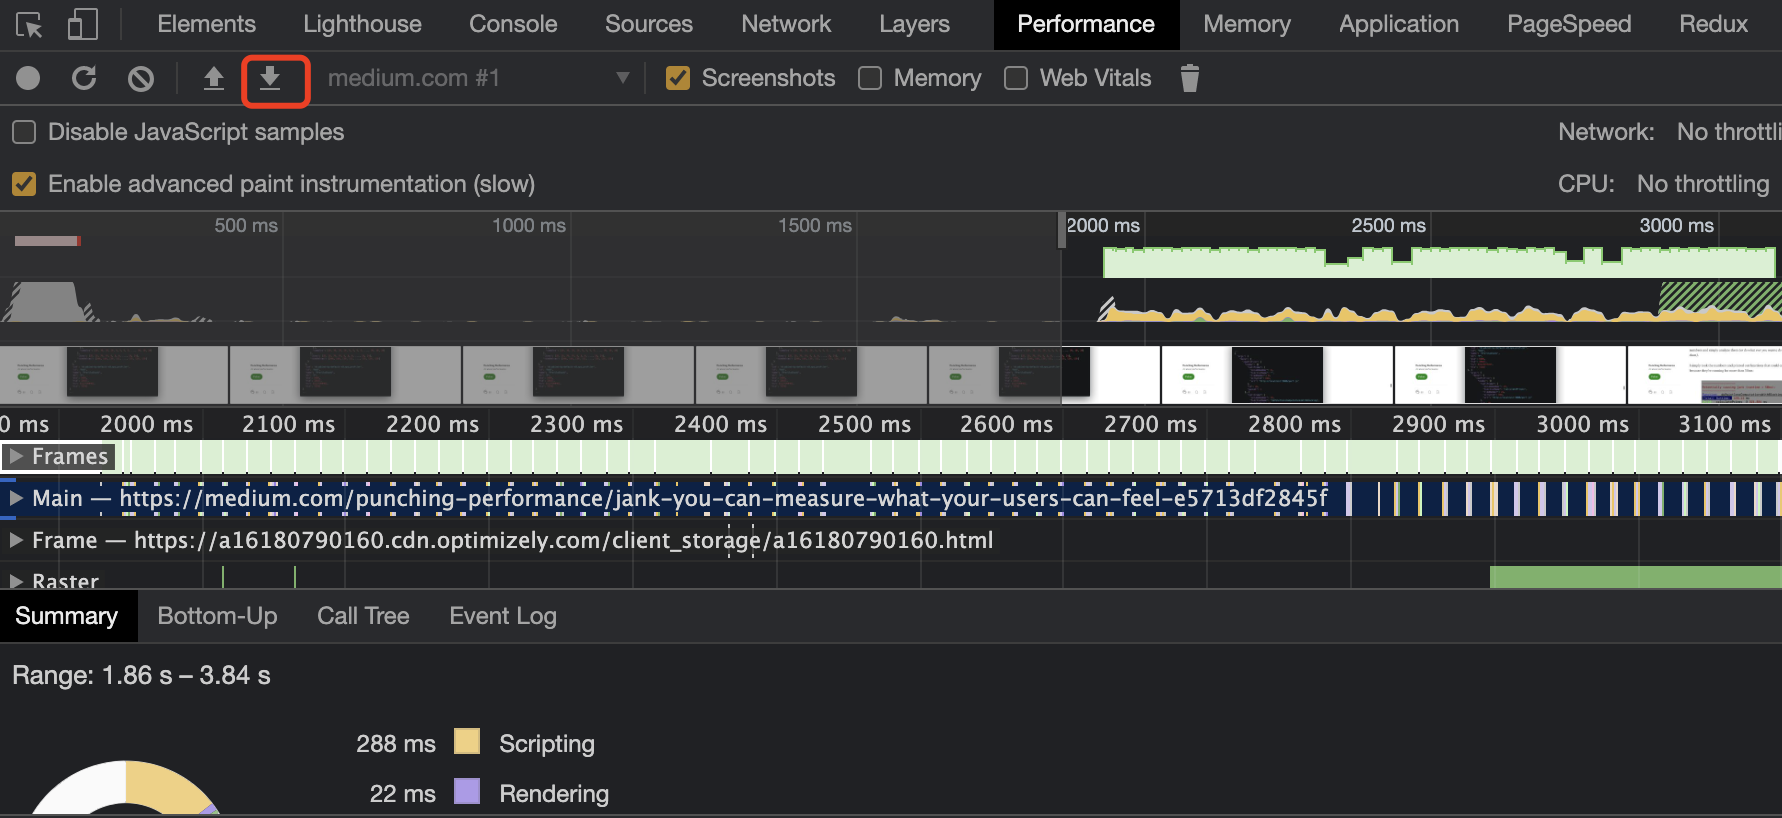 Elements Lighthouse Console Sources Network Layers Performance Memory Application PageSpeed Redux
medium.com #1 Screenshots Memory Web Vitals
Disable JavaScript samples Network: No throttli
Enable advanced paint instrumentation (slow) CPU: No throttling
500 ms 1000 ms 1500 ms 2000 ms 2500 ms 3000 ms
0 ms 2000 ms 2100 ms 2200 ms 2300 ms 2400 ms 2500 ms 2600 ms 2700 ms 2800 ms 2900 ms 3000 ms 3100 ms
Frames
Main — https://medium.com/punching-performance/jank-you-can-measure-what-your-users-can-feel-e5713df2845f
Frame — https://a16180790160.cdn.optimizely.com/client_storage/a16180790160.html
Raster
Summary Bottom-Up Call Tree Event Log
Range: 1.86 s – 3.84 s
288 ms Scripting
22 ms Rendering